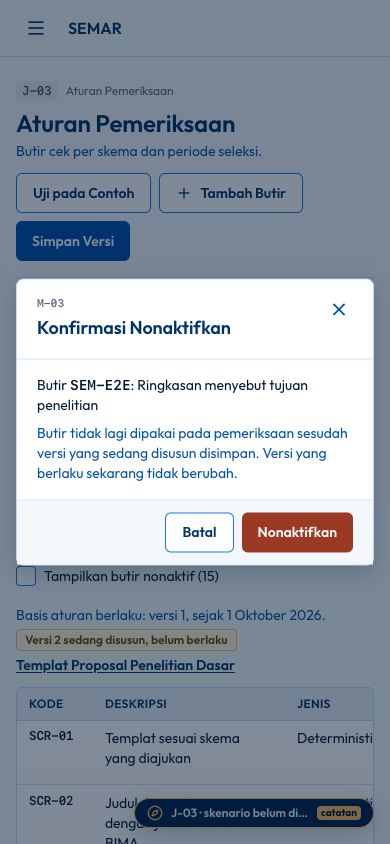 SEMAR
J-03 Aturan Pemeriksaan
Aturan Pemeriksaan
Butir cek per skema dan periode seleksi.
Uji pada Contoh
Tambah Butir
Simpan Versi
M-03
Konfirmasi Nonaktifkan
Butir SEM-E2E: Ringkasan menyebut tujuan
penelitian
Butir tidak lagi dipakai pada pemeriksaan sesudah
versi yang sedang disusun disimpan. Versi yang
berlaku sekarang tidak berubah.
Batal
Nonaktifkan
Tampilkan butir nonaktif (15)
Basis aturan berlaku: versi 1, sejak 1 Oktober 2026.
Versi 2 sedang disusun, belum berlaku
Templat Proposal Penelitian Dasar
KODE DESKRIPSI JENIS
SCR-01 Templat sesuai skema Deterministi
yang diajukan
SCR-02 Judul
J-03 · skenario belum di... catatan
BIMA